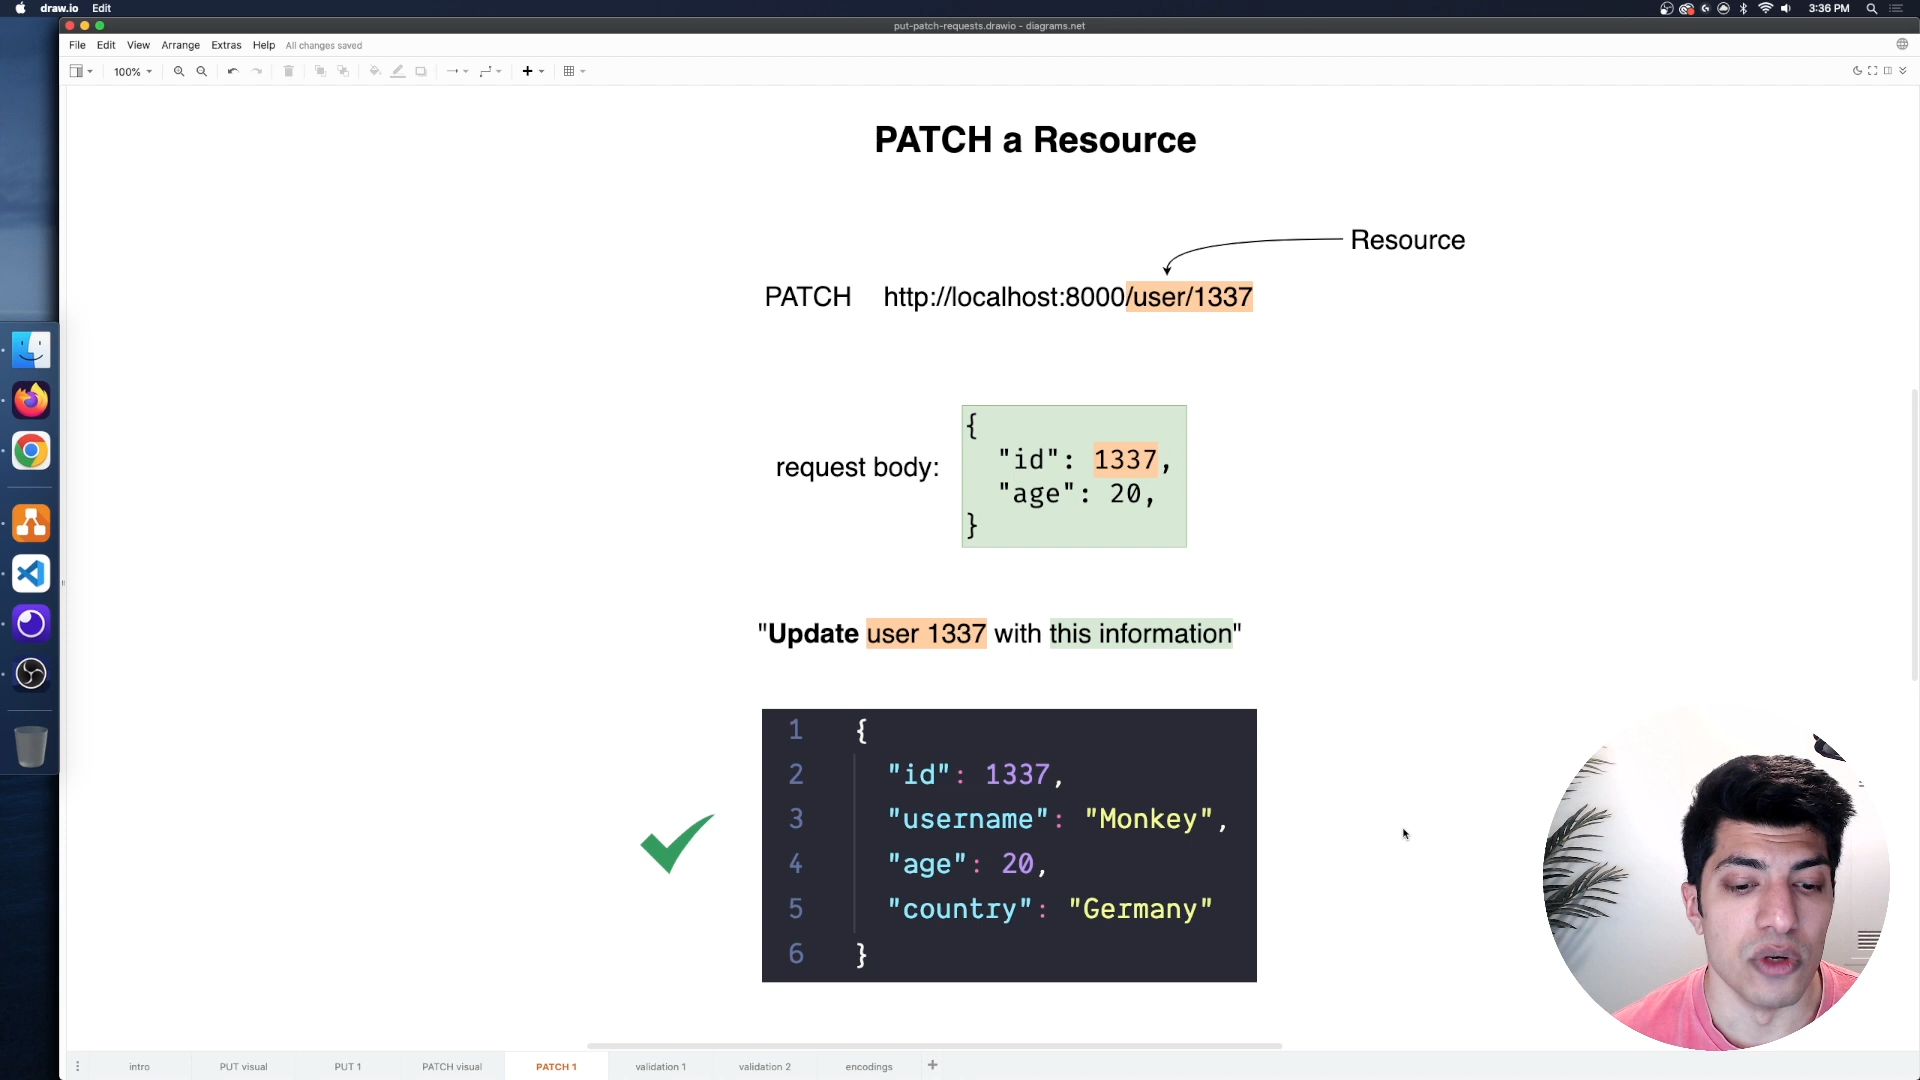 draw.io Edit
3:36 PM
put-patch-requests.drawio - diagrams.net
File Edit View Arrange Extras Help All changes saved
100%
PATCH a Resource
Resource
PATCH http://localhost:8000/user/1337
request body:
{
"id": 1337,
"age": 20,
}
"Update user 1337 with this information"
1 {
2 "id": 1337,
3 "username": "Monkey",
4 "age": 20,
5 "country": "Germany"
6 }
intro PUT visual PUT 1 PATCH visual PATCH 1 validation 1 validation 2 encodings